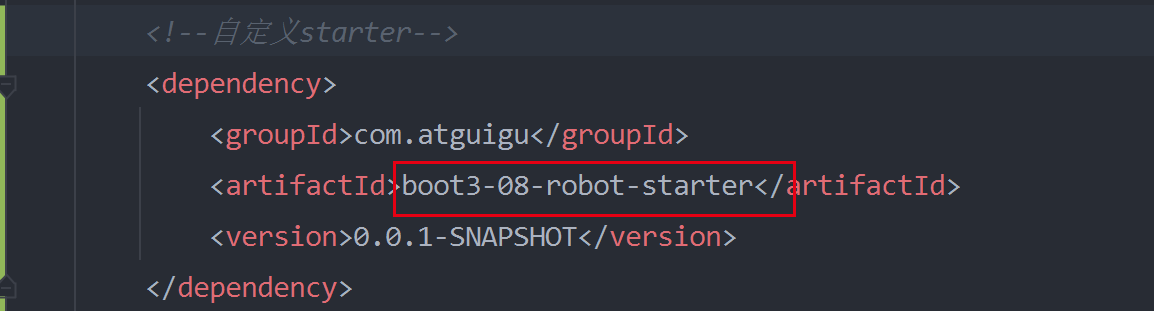 <!--自定义starter-->
<dependency>
<groupId>com.atguigu</groupId>
<artifactId>boot3-08-robot-starter</artifactId>
<version>0.0.1-SNAPSHOT</version>
</dependency>